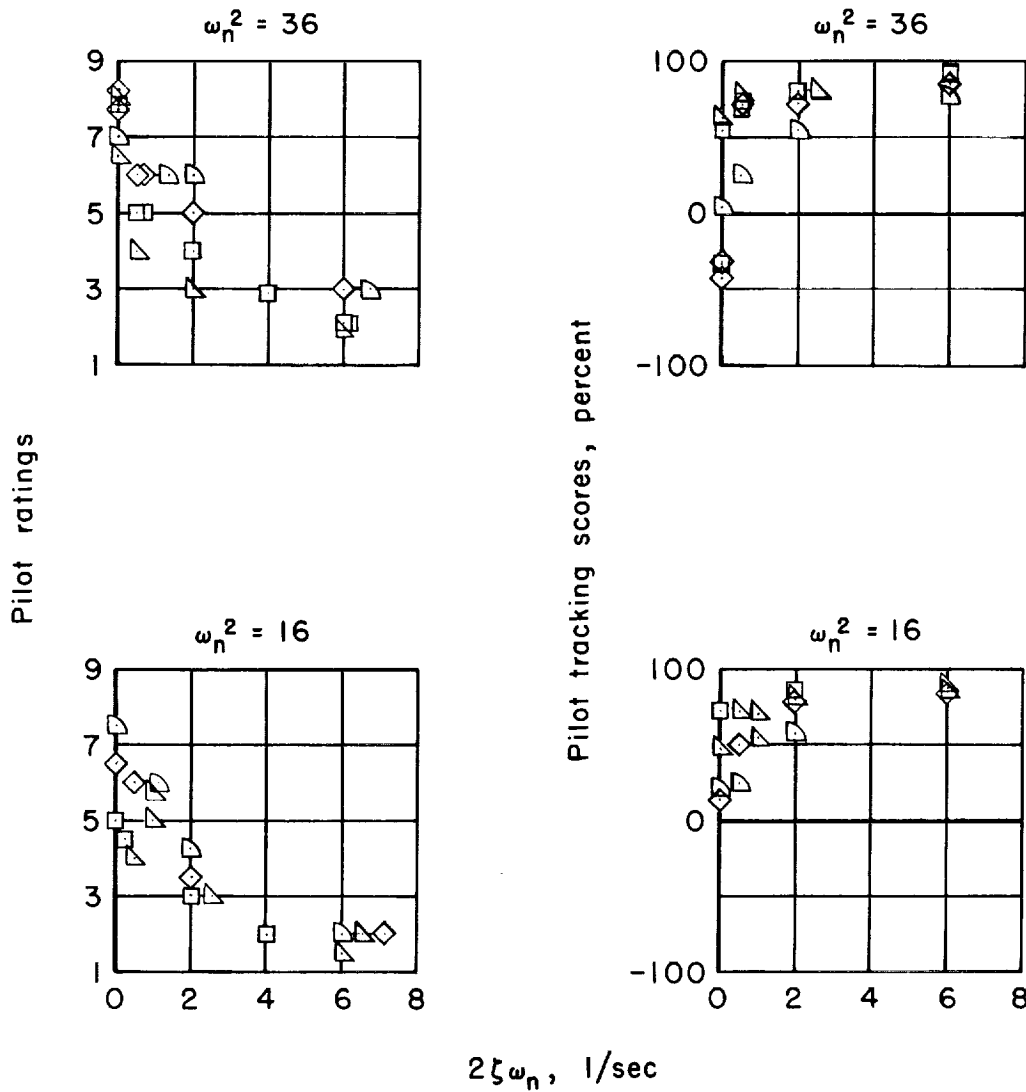 ωn² = 36
9
7
5
3
1
ωn² = 36
100
0
-100
Pilot ratings
Pilot tracking scores, percent
ωn² = 16
9
7
5
3
1
0 2 4 6 8
ωn² = 16
100
0
-100
0 2 4 6 8
2ζωn, 1/sec